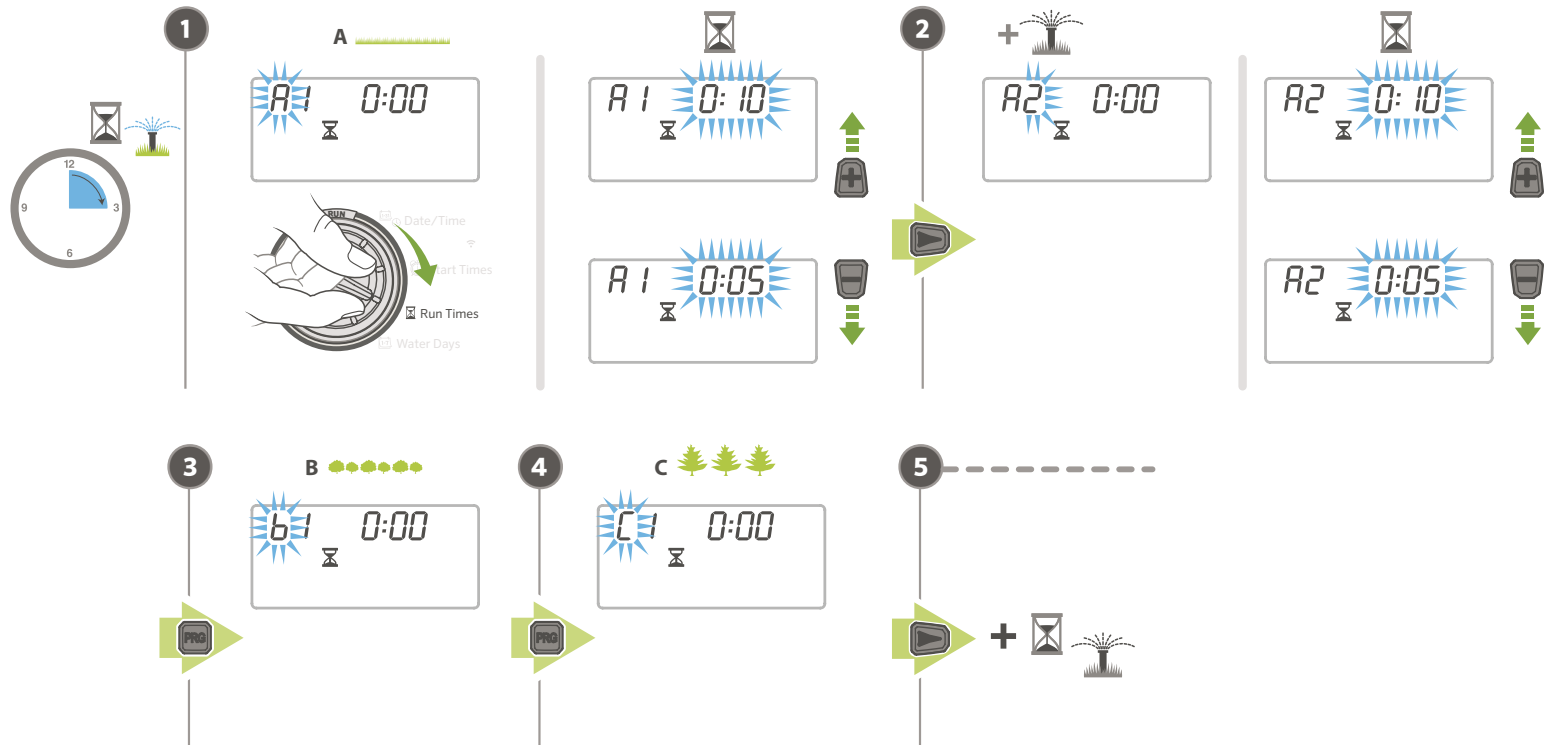 1
A
A1 0:00
12
3
6
9
RUN
Date/Time
Start Times
Run Times
Water Days
A1 0:10
A1 0:05
2
+
A2 0:00
A2 0:10
A2 0:05
3
B
b1 0:00
PRG
4
C
C1 0:00
PRG
5
+